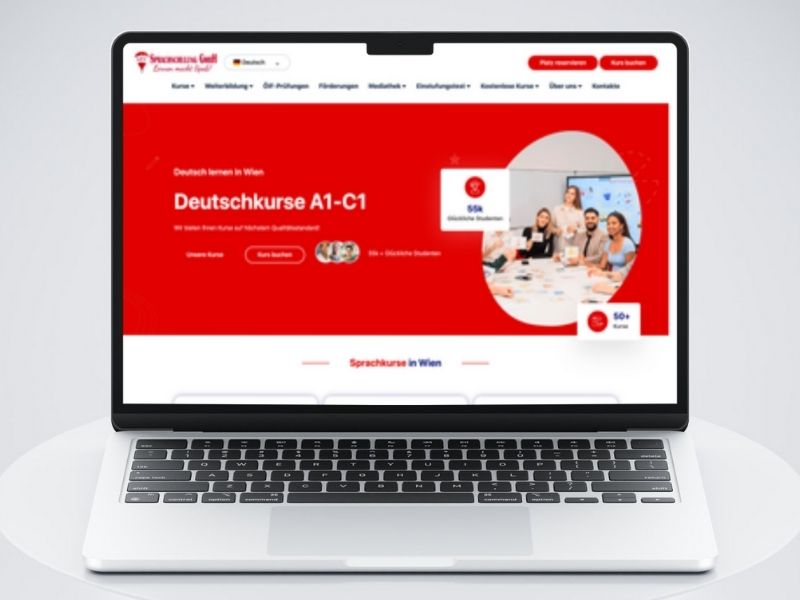 GmbH
Lernen macht Spaß!
Deutsch
Platz reservieren
Kurs buchen
Kurse
Weiterbildung
ÖIF-Prüfungen
Förderungen
Mediathek
Einstufungstest
Kostenlose Kurse
Über uns
Kontakte
Deutsch lernen in Wien
Deutschkurse A1-C1
Wir bieten Ihnen Kurse auf höchstem Qualitätsstandard!
Unsere Kurse
Kurs buchen
55k + Glückliche Studenten
55k
Glückliche Studenten
50+
Kurse
Sprachkurse in Wien
esc
delete
tab
Q W E R T Y U I O P
caps lock
A S D F G H J K L
return
shift
Z X C V B N M
shift
control
option
command
command
option